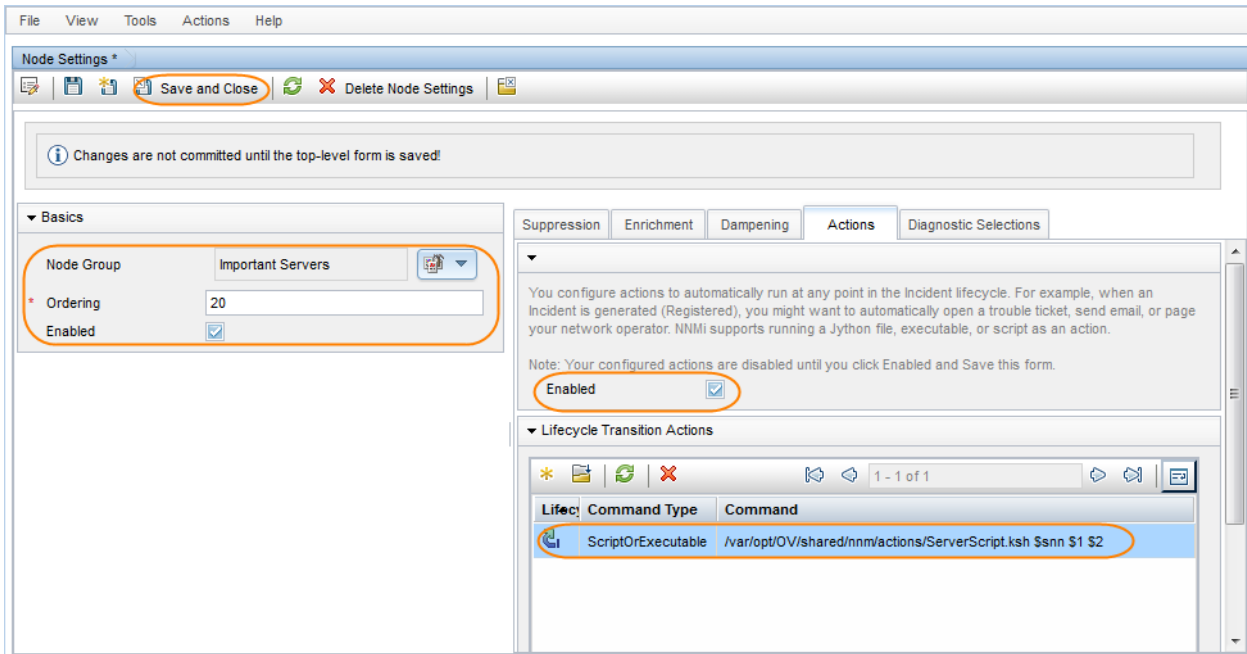 File View Tools Actions Help
Node Settings *
Save and Close Delete Node Settings
Changes are not committed until the top-level form is saved!
Basics
Node Group Important Servers
* Ordering 20
Enabled
Suppression Enrichment Dampening Actions Diagnostic Selections
You configure actions to automatically run at any point in the Incident lifecycle. For example, when an
Incident is generated (Registered), you might want to automatically open a trouble ticket, send email, or page
your network operator. NNMi supports running a Jython file, executable, or script as an action.
Note: Your configured actions are disabled until you click Enabled and Save this form.
Enabled
Lifecycle Transition Actions
1 - 1 of 1
Lifecy Command Type Command
ScriptOrExecutable /var/opt/OV/shared/nnm/actions/ServerScript.ksh $snn $1 $2